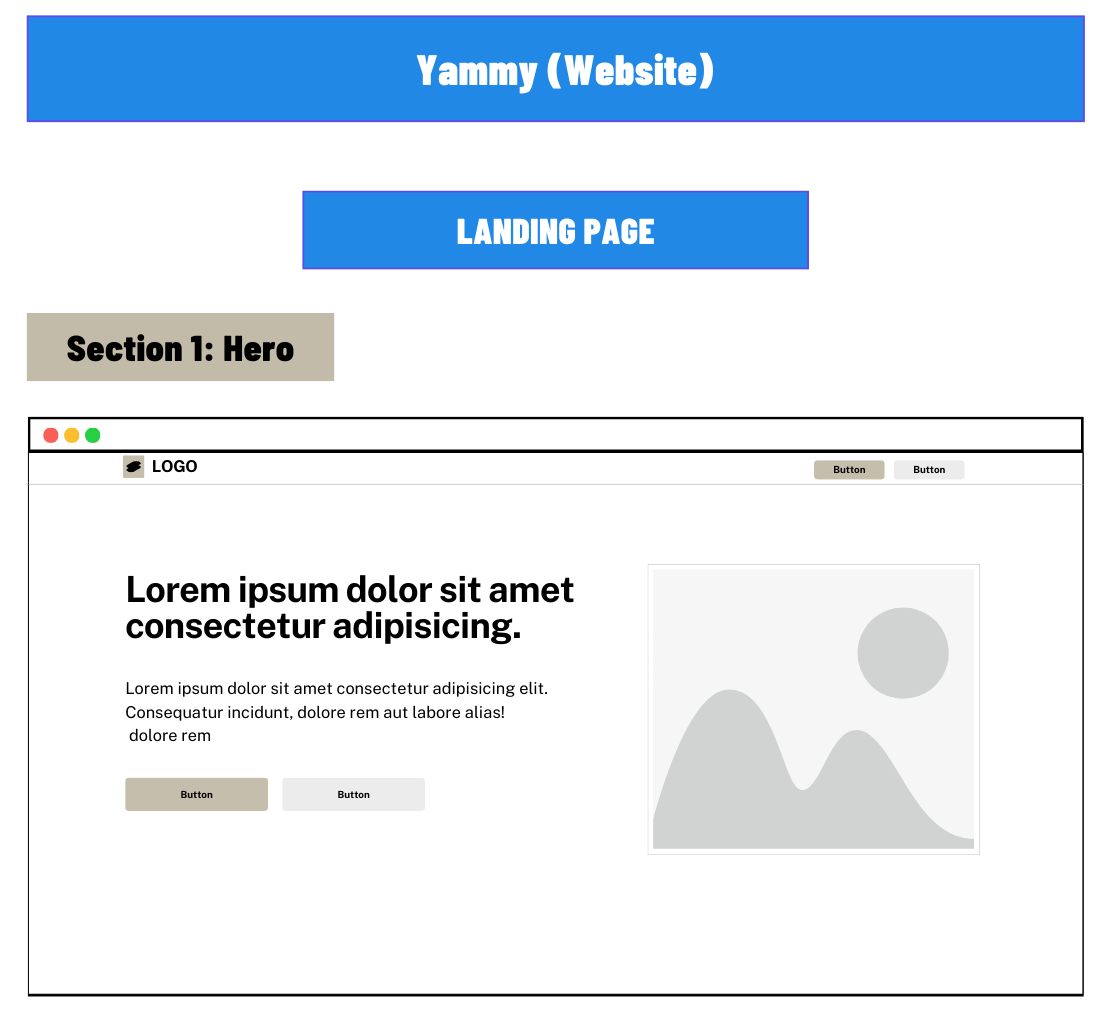 Yammy (Website)
LANDING PAGE
Section 1: Hero
LOGO
Button Button
Lorem ipsum dolor sit amet
consectetur adipisicing.
Lorem ipsum dolor sit amet consectetur adipisicing elit.
Consequatur incidunt, dolore rem aut labore alias!
dolore rem
Button Button